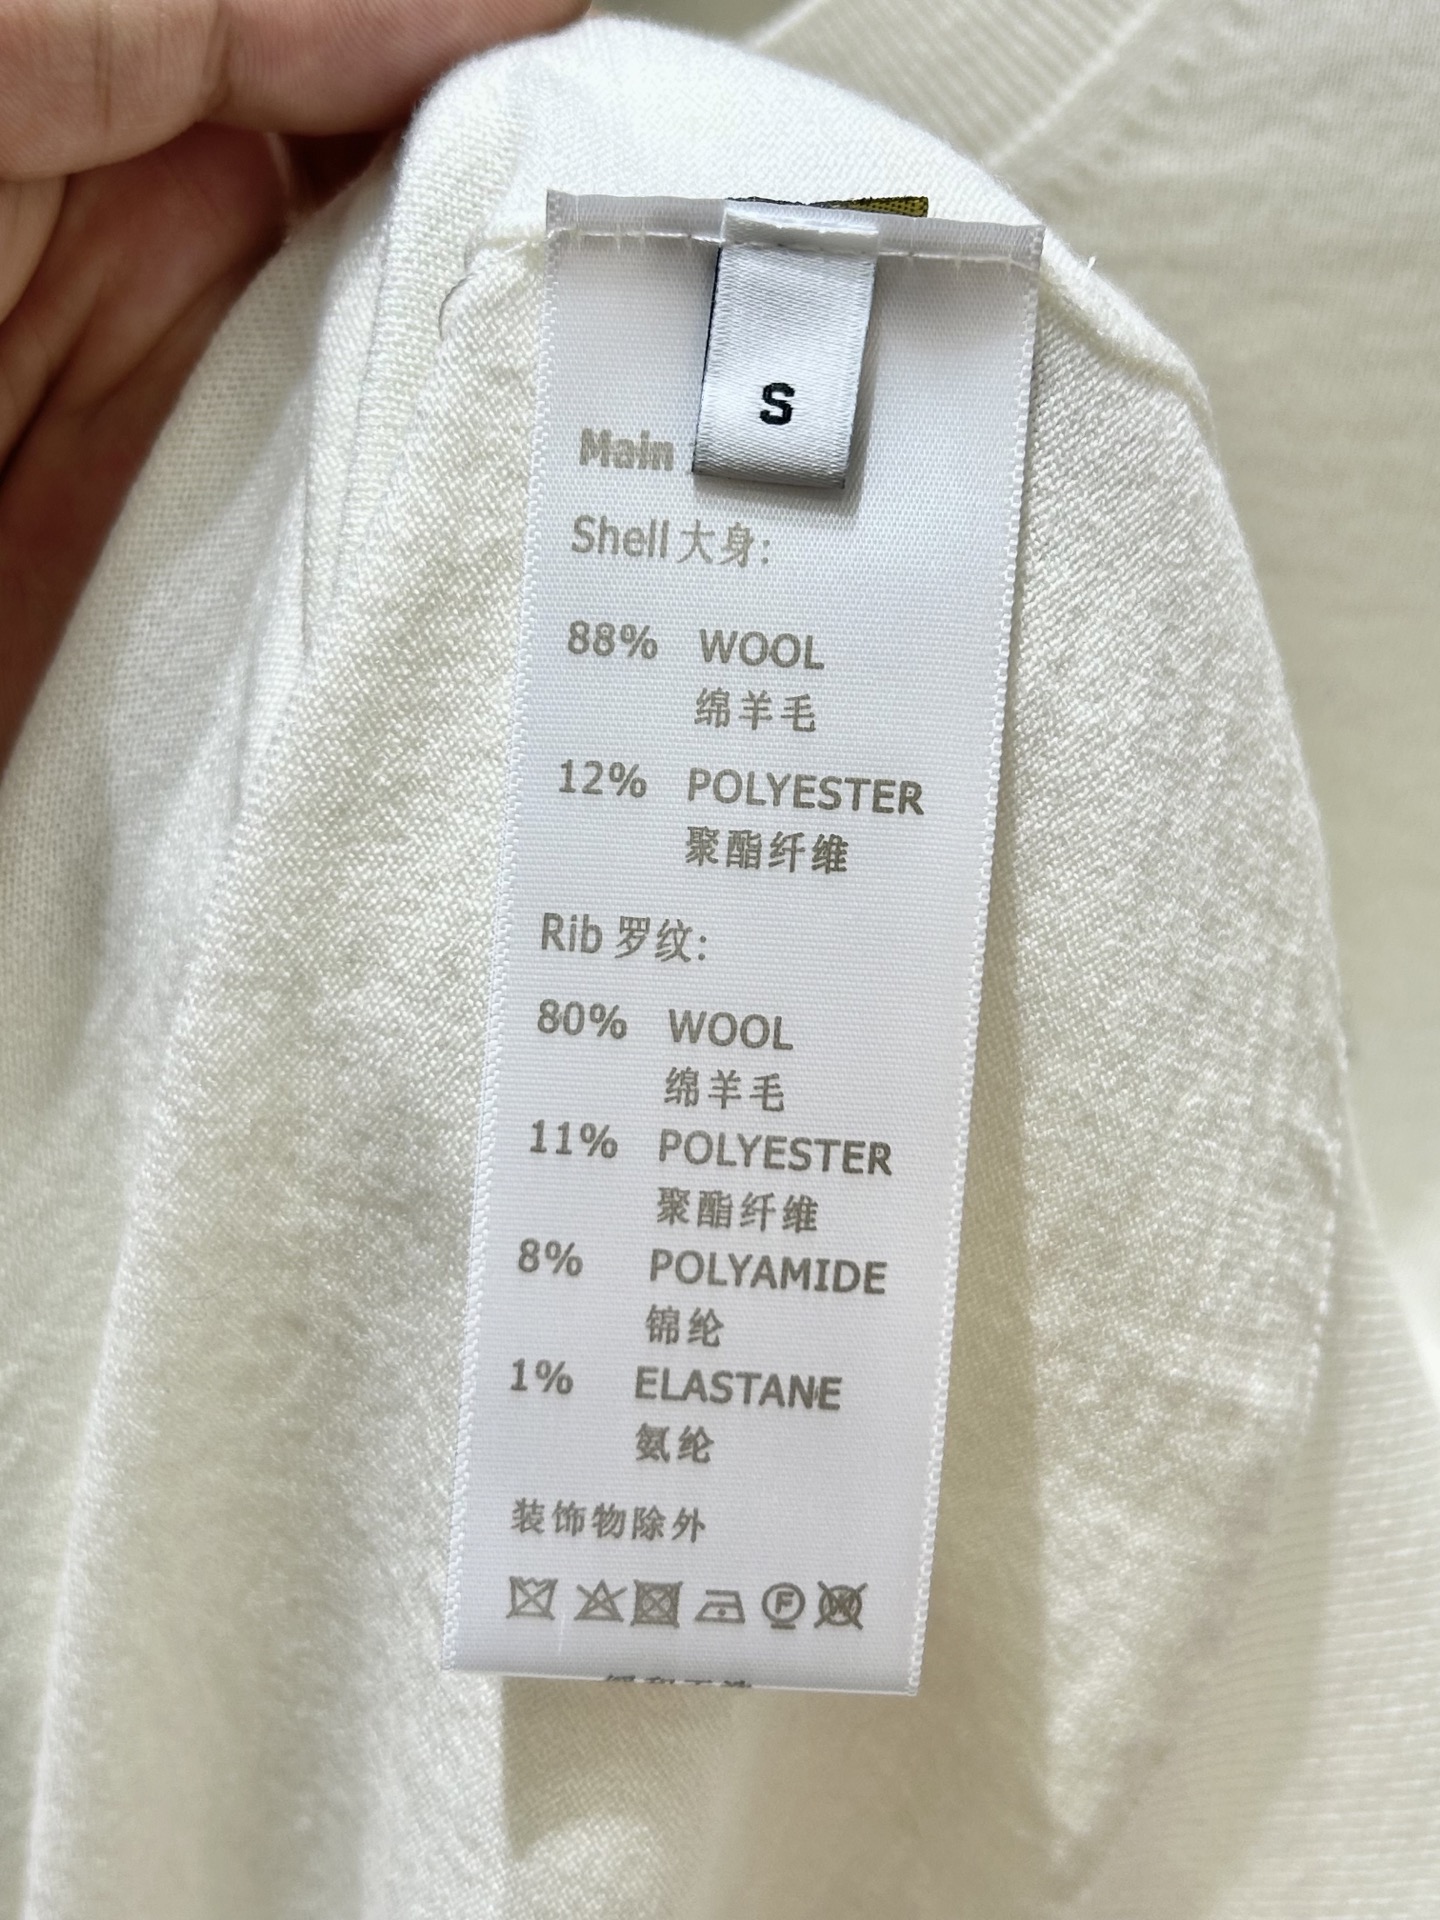 S
Main
Shell 大身:
88% WOOL
绵羊毛
12% POLYESTER
聚酯纤维
Rib 罗纹:
80% WOOL
绵羊毛
11% POLYESTER
聚酯纤维
8% POLYAMIDE
锦纶
1% ELASTANE
氨纶
装饰物除外
F